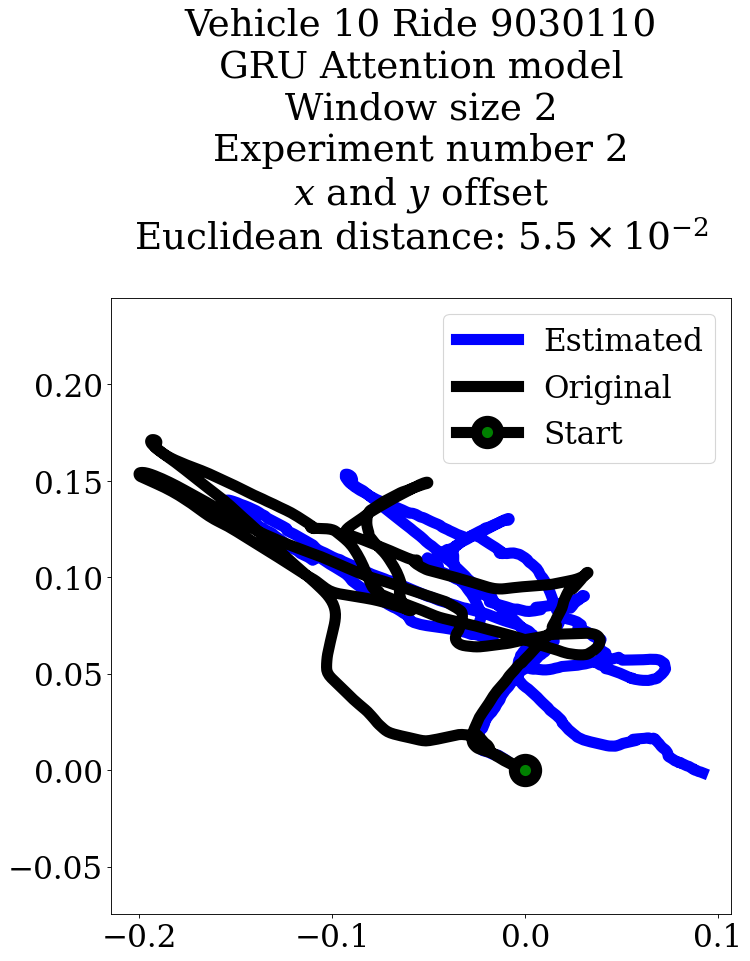 Vehicle 10 Ride 9030110
GRU Attention model
Window size 2
Experiment number 2
x and y offset
Euclidean distance: 5.5 × 10⁻²
Estimated
Original
Start
0.20
0.15
0.10
0.05
0.00
−0.05
−0.2 −0.1 0.0 0.1